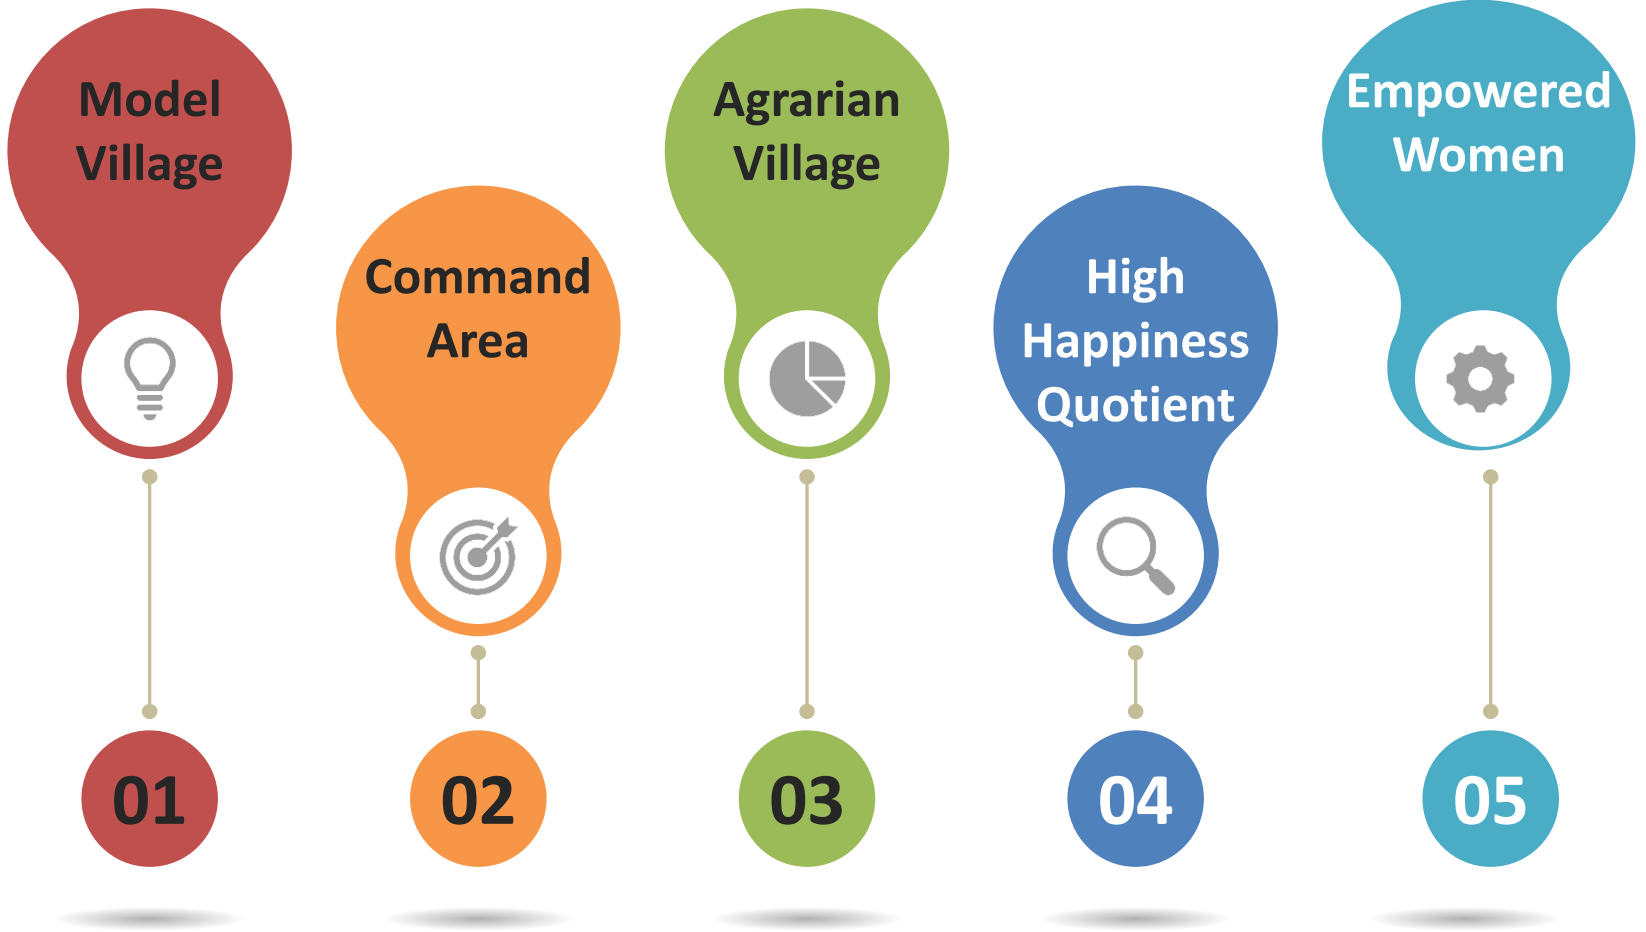 Model
Village
Command
Area
Agrarian
Village
High
Happiness
Quotient
Empowered
Women
01
02
03
04
05